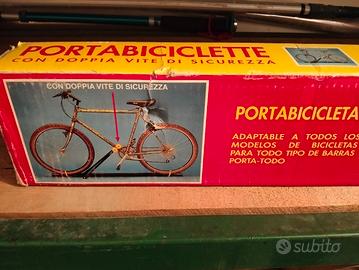 PORTABICICLETTE
CON DOPPIA VITE DI SICUREZZA
CON DOPPIA VITE DI SICUREZZA
PORTABICICLETA
ADAPTABLE A TODOS LOS
MODELOS DE BICICLETAS
PARA TODO TIPO DE BARRAS
PORTA-TODO
subito